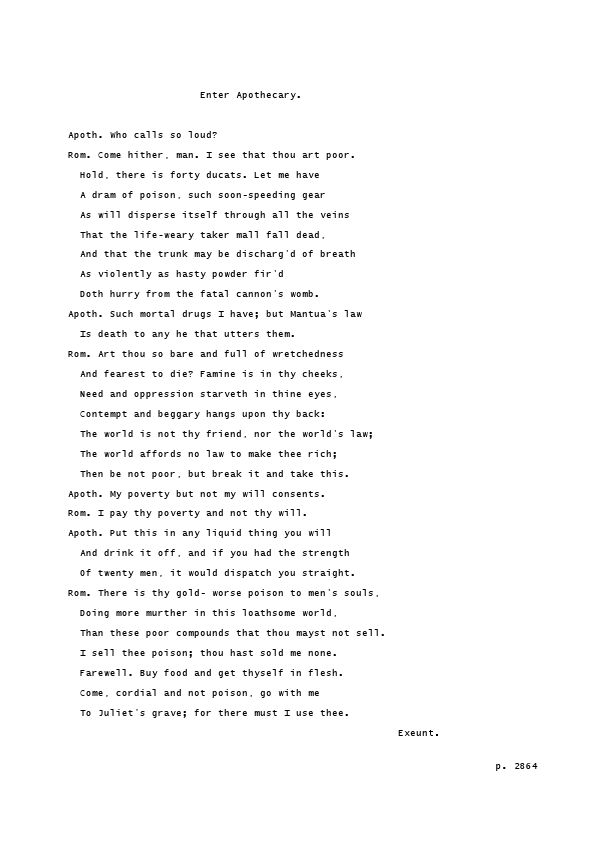 Enter Apothecary.
Apoth. Who calls so loud?
Rom. Come hither, man. I see that thou art poor.
Hold, there is forty ducats. Let me have
A dram of poison, such soon-speeding gear
As will disperse itself through all the veins
That the life-weary taker mall fall dead,
And that the trunk may be discharg'd of breath
As violently as hasty powder fir'd
Doth hurry from the fatal cannon's womb.
Apoth. Such mortal drugs I have; but Mantua's law
Is death to any he that utters them.
Rom. Art thou so bare and full of wretchedness
And fearest to die? Famine is in thy cheeks,
Need and oppression starveth in thine eyes,
Contempt and beggary hangs upon thy back:
The world is not thy friend, nor the world's law;
The world affords no law to make thee rich;
Then be not poor, but break it and take this.
Apoth. My poverty but not my will consents.
Rom. I pay thy poverty and not thy will.
Apoth. Put this in any liquid thing you will
And drink it off, and if you had the strength
Of twenty men, it would dispatch you straight.
Rom. There is thy gold- worse poison to men's souls,
Doing more murther in this loathsome world,
Than these poor compounds that thou mayst not sell.
I sell thee poison; thou hast sold me none.
Farewell. Buy food and get thyself in flesh.
Come, cordial and not poison, go with me
To Juliet's grave; for there must I use thee.
Exeunt.
p. 2864